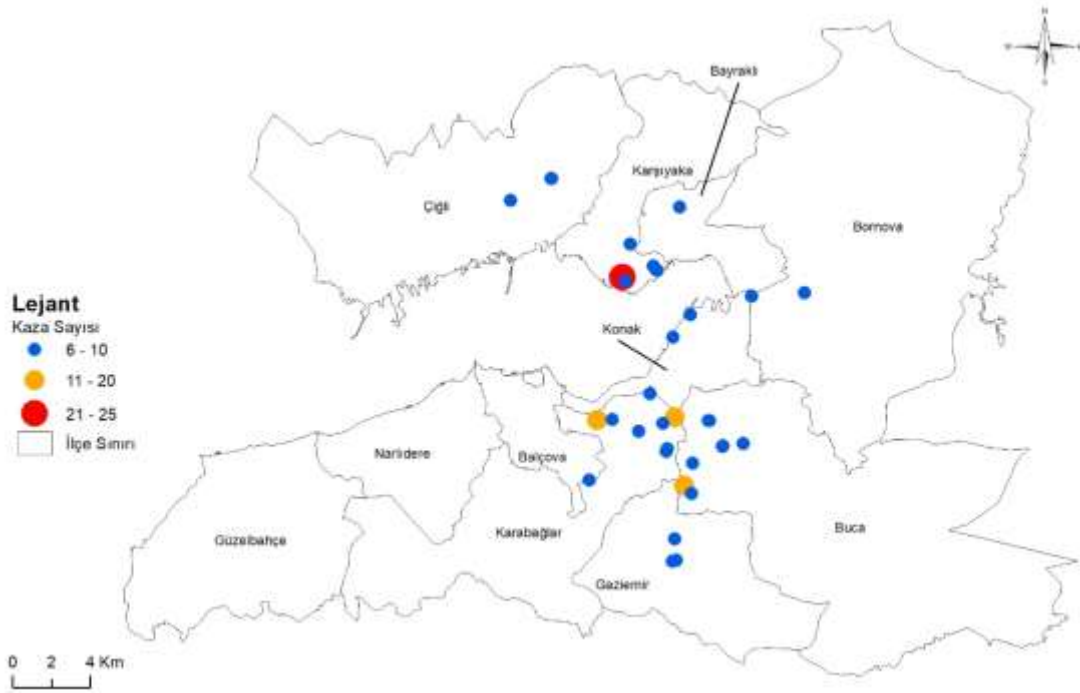 N
Bayraklı
Karşıyaka
Çiğli
Bornova
Lejant
Kaza Sayısı
6 - 10
11 - 20
21 - 25
İlçe Sınırı
Konak
Narlıdere
Balçova
Karabağlar
Buca
Güzelbahçe
Gaziemir
0 2 4 Km